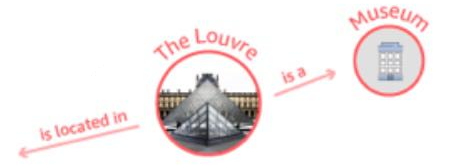 Museum
The Louvre
is a
is located in